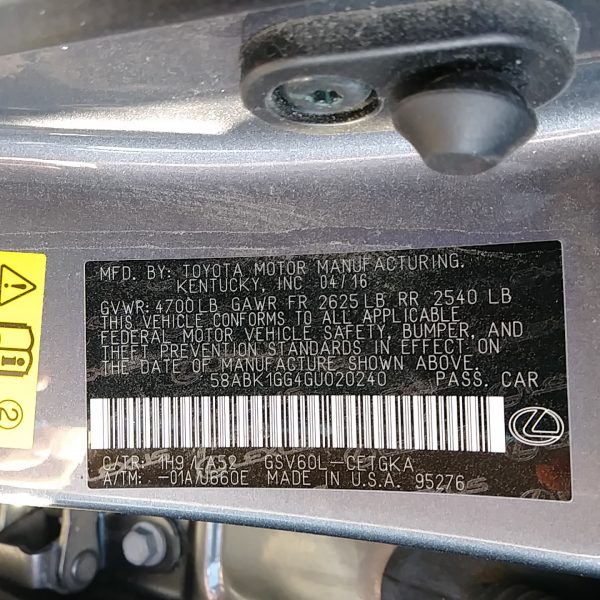 MFD. BY: TOYOTA MOTOR MANUFACTURING.
KENTUCKY, INC 04/16
GVWR: 4700LB GAWR FR 2625LB RR 2540 LB
THIS VEHICLE CONFORMS TO ALL APPLICABLE
FEDERAL MOTOR VEHICLE SAFETY, BUMPER, AND
THEFT PREVENTION STANDARDS IN EFFECT ON
THE DATE OF MANUFACTURE SHOWN ABOVE.
58ABK1GG4GU020240 PASS. CAR
C/TR: 1H9 /LA52 GSV60L-CETGKA
A/TM: -01A/U660E MADE IN U.S.A. 95276
2